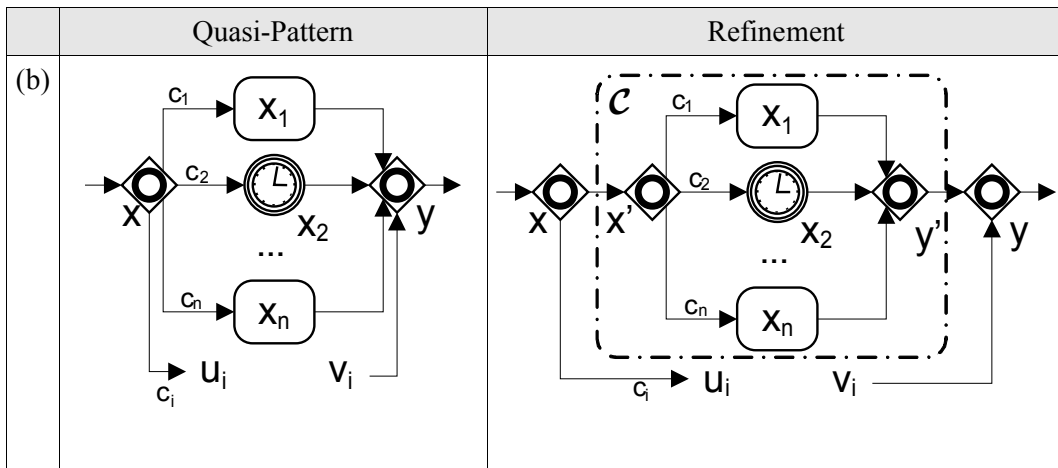 Quasi-Pattern
Refinement
(b)
c₁
x₁
c₂
x
x₂
y
...
cₙ
xₙ
cᵢ
uᵢ
vᵢ
C
c₁
x₁
c₂
x
x'
x₂
y'
y
...
cₙ
xₙ
cᵢ
uᵢ
vᵢ